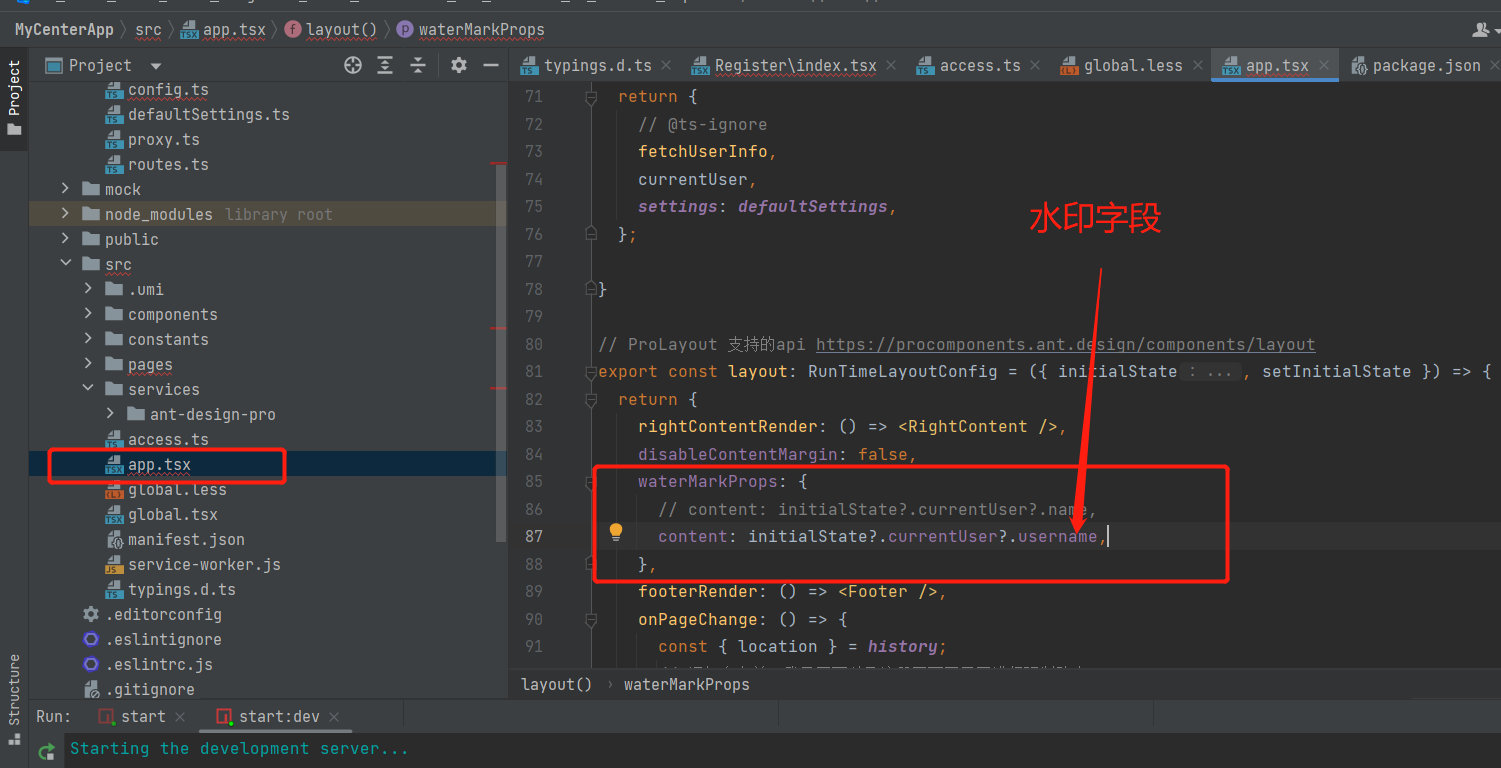 MyCenterApp src app.tsx layout() waterMarkProps
Project
Project
typings.d.ts
Register\index.tsx
access.ts
global.less
app.tsx
package.json
config.ts
defaultSettings.ts
proxy.ts
routes.ts
mock
node_modules library root
public
src
.umi
components
constants
pages
services
ant-design-pro
access.ts
app.tsx
global.less
global.tsx
manifest.json
service-worker.js
typings.d.ts
.editorconfig
.eslintignore
.eslintrc.js
.gitignore
Structure
71 return {
72 // @ts-ignore
73 fetchUserInfo,
74 currentUser,
75 settings: defaultSettings,
76 };
77
78 }
79
80 // ProLayout 支持的api https://procomponents.ant.design/components/layout
81 export const layout: RunTimeLayoutConfig = ({ initialState : ... , setInitialState }) => {
82 return {
83 rightContentRender: () => <RightContent />,
84 disableContentMargin: false,
85 waterMarkProps: {
86 // content: initialState?.currentUser?.name,
87 content: initialState?.currentUser?.username,
88 },
89 footerRender: () => <Footer />,
90 onPageChange: () => {
91 const { location } = history;
水印字段
layout() › waterMarkProps
Run: start start:dev
Starting the development server...